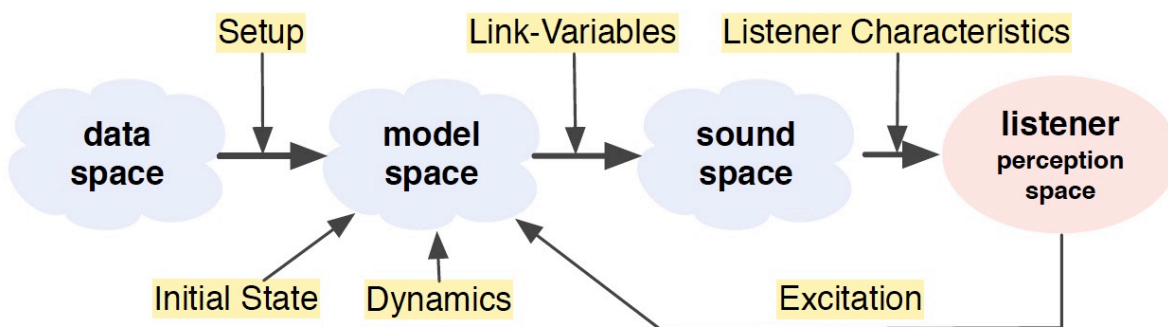 Setup
Link-Variables
Listener Characteristics
data
space
model
space
sound
space
listener
perception
space
Initial State
Dynamics
Excitation